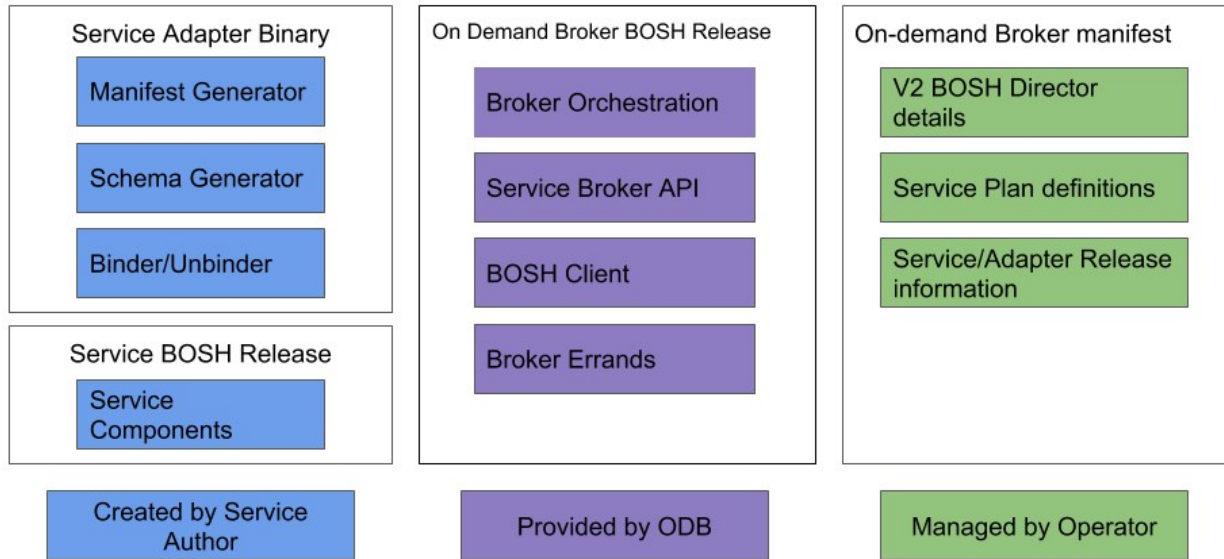 Service Adapter Binary
Manifest Generator
Schema Generator
Binder/Unbinder
Service BOSH Release
Service
Components
Created by Service
Author
On Demand Broker BOSH Release
Broker Orchestration
Service Broker API
BOSH Client
Broker Errands
Provided by ODB
On-demand Broker manifest
V2 BOSH Director
details
Service Plan definitions
Service/Adapter Release
information
Managed by Operator